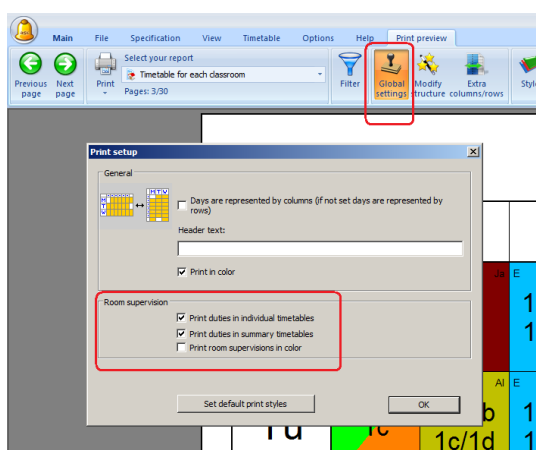 Main File Specification View Timetable Options Help Print preview
Select your report
Timetable for each classroom
Pages: 3/30
Previous page
Next page
Print
Filter
Global settings
Modify structure
Extra columns/rows
Print setup
General
Days are represented by columns (if not set days are represented by
rows)
Header text:
Print in color
Room supervision
Print duties in individual timetables
Print duties in summary timetables
Print room supervisions in color
Set default print styles
OK
E
1
1
Al
E
b
1
1c
1c/1d
1